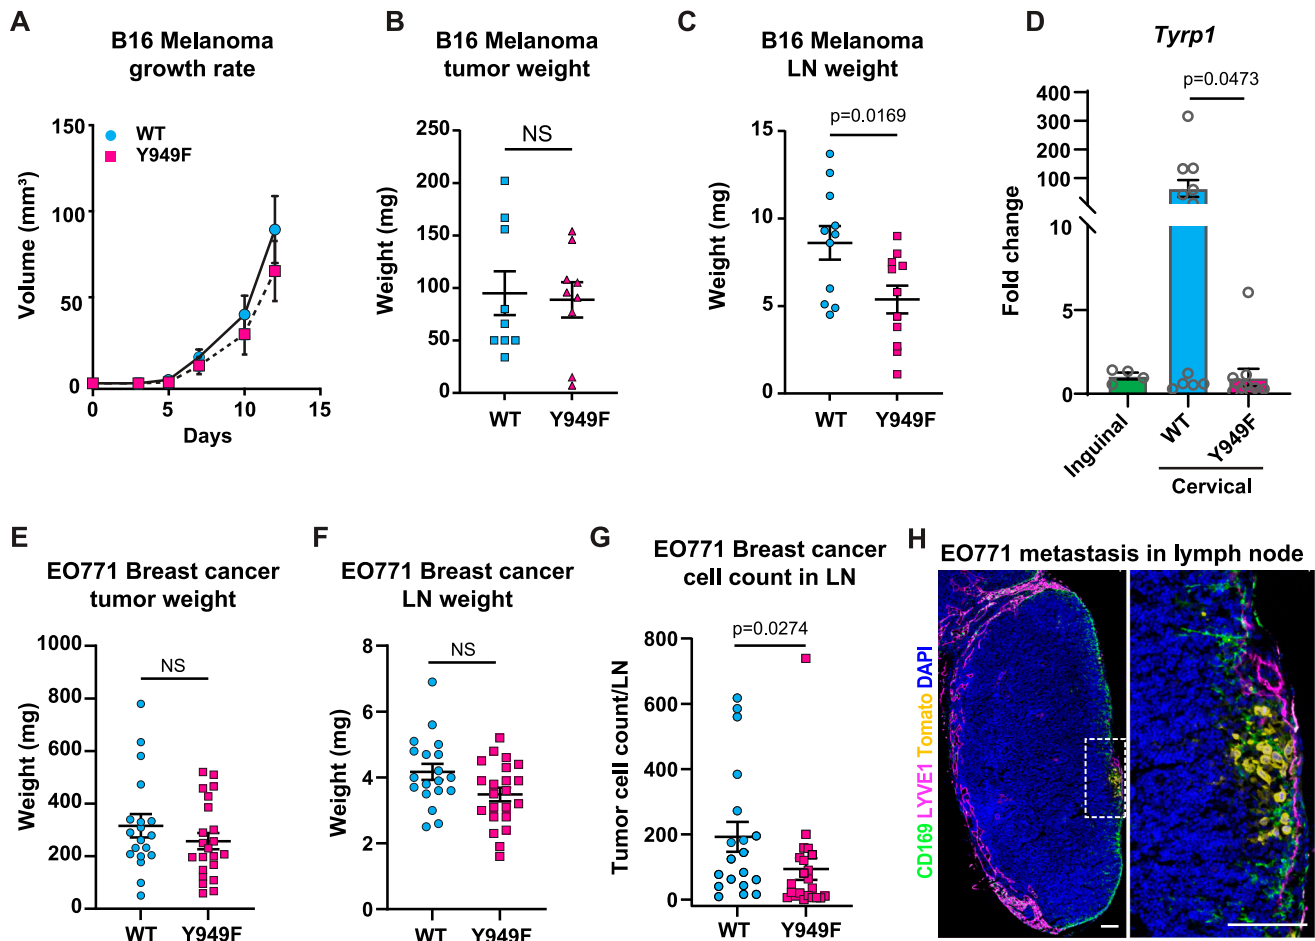 A
B16 Melanoma
growth rate
150
100
50
0
Volume (mm³)
WT
Y949F
0
5
10
15
Days
B
B16 Melanoma
tumor weight
NS
250
200
150
100
50
0
Weight (mg)
WT
Y949F
C
B16 Melanoma
LN weight
p=0.0169
15
10
5
0
Weight (mg)
WT
Y949F
D
Tyrp1
p=0.0473
400
300
200
100
10
5
0
Fold change
Inguinal
WT
Y949F
Cervical
E
EO771 Breast cancer
tumor weight
NS
1000
800
600
400
200
0
Weight (mg)
WT
Y949F
F
EO771 Breast cancer
LN weight
NS
8
6
4
2
0
Weight (mg)
WT
Y949F
G
EO771 Breast cancer
cell count in LN
p=0.0274
800
600
400
200
0
Tumor cell count/LN
WT
Y949F
H
EO771 metastasis in lymph node
CD169 LYVE1 Tomato DAPI